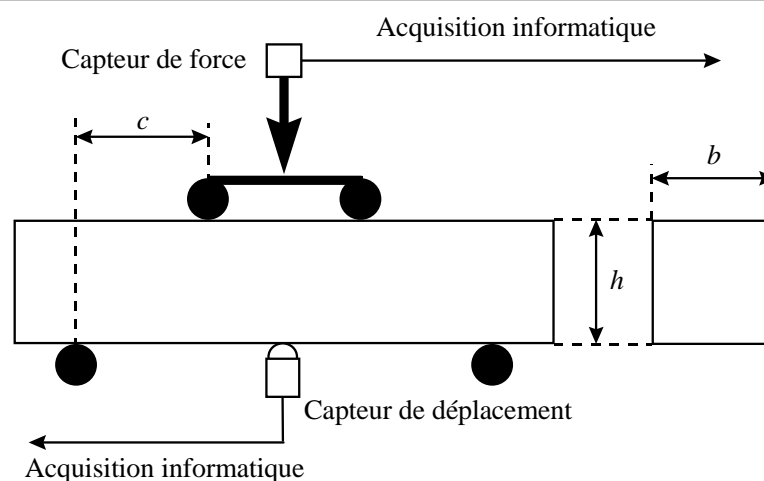 Acquisition informatique
Capteur de force
c
b
h
Capteur de déplacement
Acquisition informatique